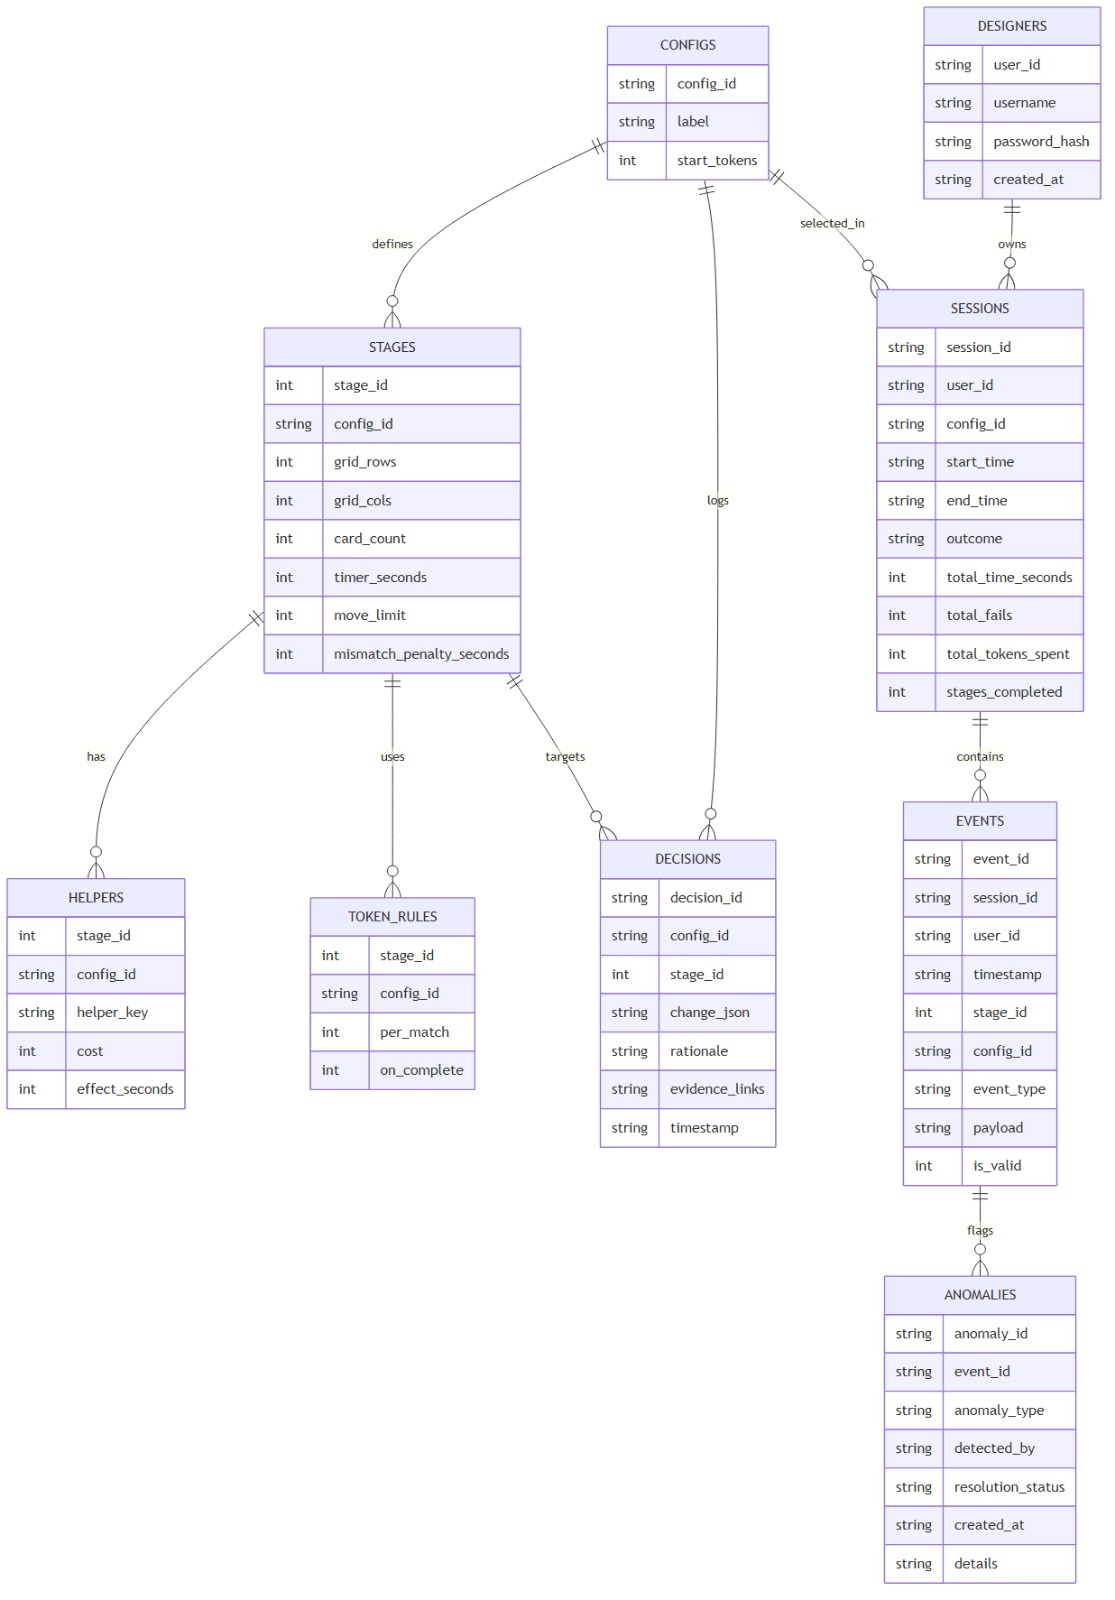 CONFIGS
string config_id
string label
int start_tokens
DESIGNERS
string user_id
string username
string password_hash
string created_at
defines
selected_in
owns
logs
STAGES
int stage_id
string config_id
int grid_rows
int grid_cols
int card_count
int timer_seconds
int move_limit
int mismatch_penalty_seconds
SESSIONS
string session_id
string user_id
string config_id
string start_time
string end_time
string outcome
int total_time_seconds
int total_fails
int total_tokens_spent
int stages_completed
has
uses
targets
contains
HELPERS
int stage_id
string config_id
string helper_key
int cost
int effect_seconds
TOKEN_RULES
int stage_id
string config_id
int per_match
int on_complete
DECISIONS
string decision_id
string config_id
int stage_id
string change_json
string rationale
string evidence_links
string timestamp
EVENTS
string event_id
string session_id
string user_id
string timestamp
int stage_id
string config_id
string event_type
string payload
int is_valid
flags
ANOMALIES
string anomaly_id
string event_id
string anomaly_type
string detected_by
string resolution_status
string created_at
string details